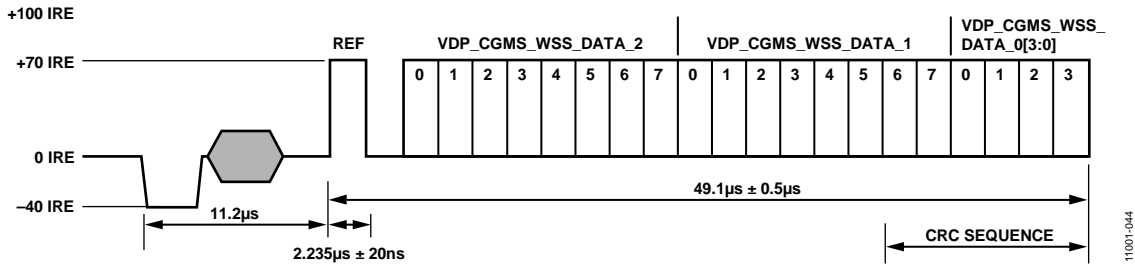 +100 IRE
REF
VDP_CGMS_WSS_DATA_2
VDP_CGMS_WSS_DATA_1
VDP_CGMS_WSS_
DATA_0[3:0]
+70 IRE
0 1 2 3 4 5 6 7 0 1 2 3 4 5 6 7 0 1 2 3
0 IRE
–40 IRE
11.2µs
49.1µs ± 0.5µs
CRC SEQUENCE
2.235µs ± 20ns
11001-044